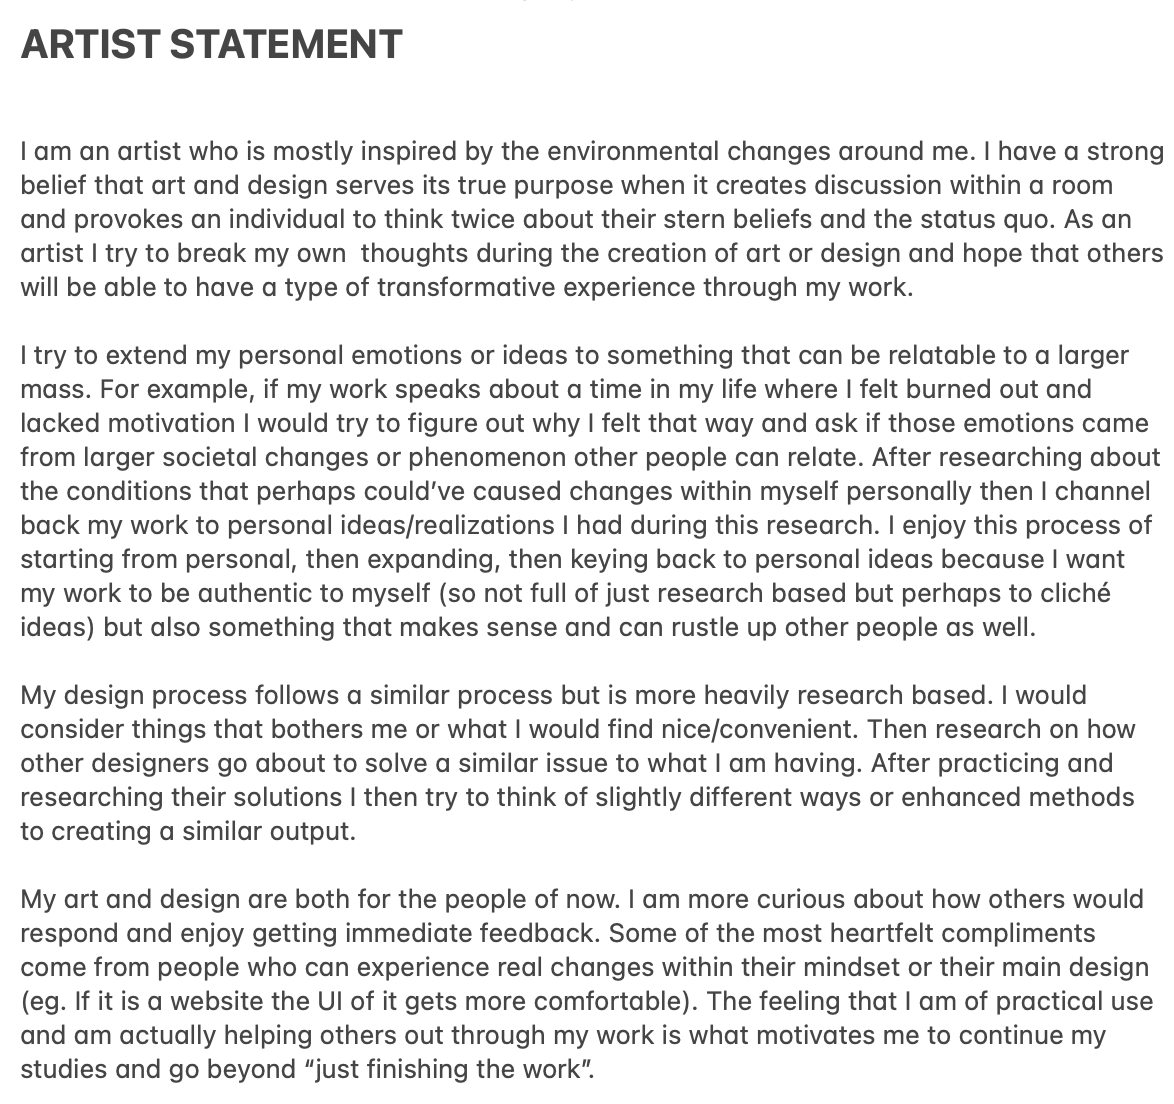 ARTIST STATEMENT
I am an artist who is mostly inspired by the environmental changes around me. I have a strong
belief that art and design serves its true purpose when it creates discussion within a room
and provokes an individual to think twice about their stern beliefs and the status quo. As an
artist I try to break my own  thoughts during the creation of art or design and hope that others
will be able to have a type of transformative experience through my work.
I try to extend my personal emotions or ideas to something that can be relatable to a larger
mass. For example, if my work speaks about a time in my life where I felt burned out and
lacked motivation I would try to figure out why I felt that way and ask if those emotions came
from larger societal changes or phenomenon other people can relate. After researching about
the conditions that perhaps could’ve caused changes within myself personally then I channel
back my work to personal ideas/realizations I had during this research. I enjoy this process of
starting from personal, then expanding, then keying back to personal ideas because I want
my work to be authentic to myself (so not full of just research based but perhaps to cliché
ideas) but also something that makes sense and can rustle up other people as well.
My design process follows a similar process but is more heavily research based. I would
consider things that bothers me or what I would find nice/convenient. Then research on how
other designers go about to solve a similar issue to what I am having. After practicing and
researching their solutions I then try to think of slightly different ways or enhanced methods
to creating a similar output.
My art and design are both for the people of now. I am more curious about how others would
respond and enjoy getting immediate feedback. Some of the most heartfelt compliments
come from people who can experience real changes within their mindset or their main design
(eg. If it is a website the UI of it gets more comfortable). The feeling that I am of practical use
and am actually helping others out through my work is what motivates me to continue my
studies and go beyond “just finishing the work”.